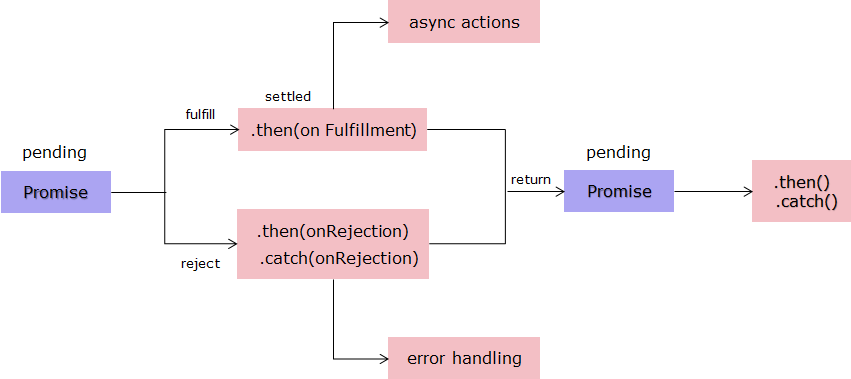 async actions
settled
fulfill
.then(on Fulfillment)
pending
Promise
reject
.then(onRejection)
.catch(onRejection)
error handling
return
pending
Promise
.then()
.catch()